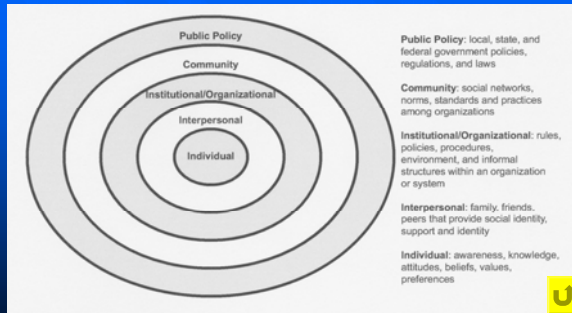 Public Policy
Community
Institutional/Organizational
Interpersonal
Individual
Public Policy: local, state, and
federal government policies,
regulations, and laws
Community: social networks,
norms, standards and practices
among organizations
Institutional/Organizational: rules,
policies, procedures,
environment, and informal
structures within an organization
or system
Interpersonal: family, friends,
peers that provide social identity,
support and identity
Individual: awareness, knowledge,
attitudes, beliefs, values,
preferences